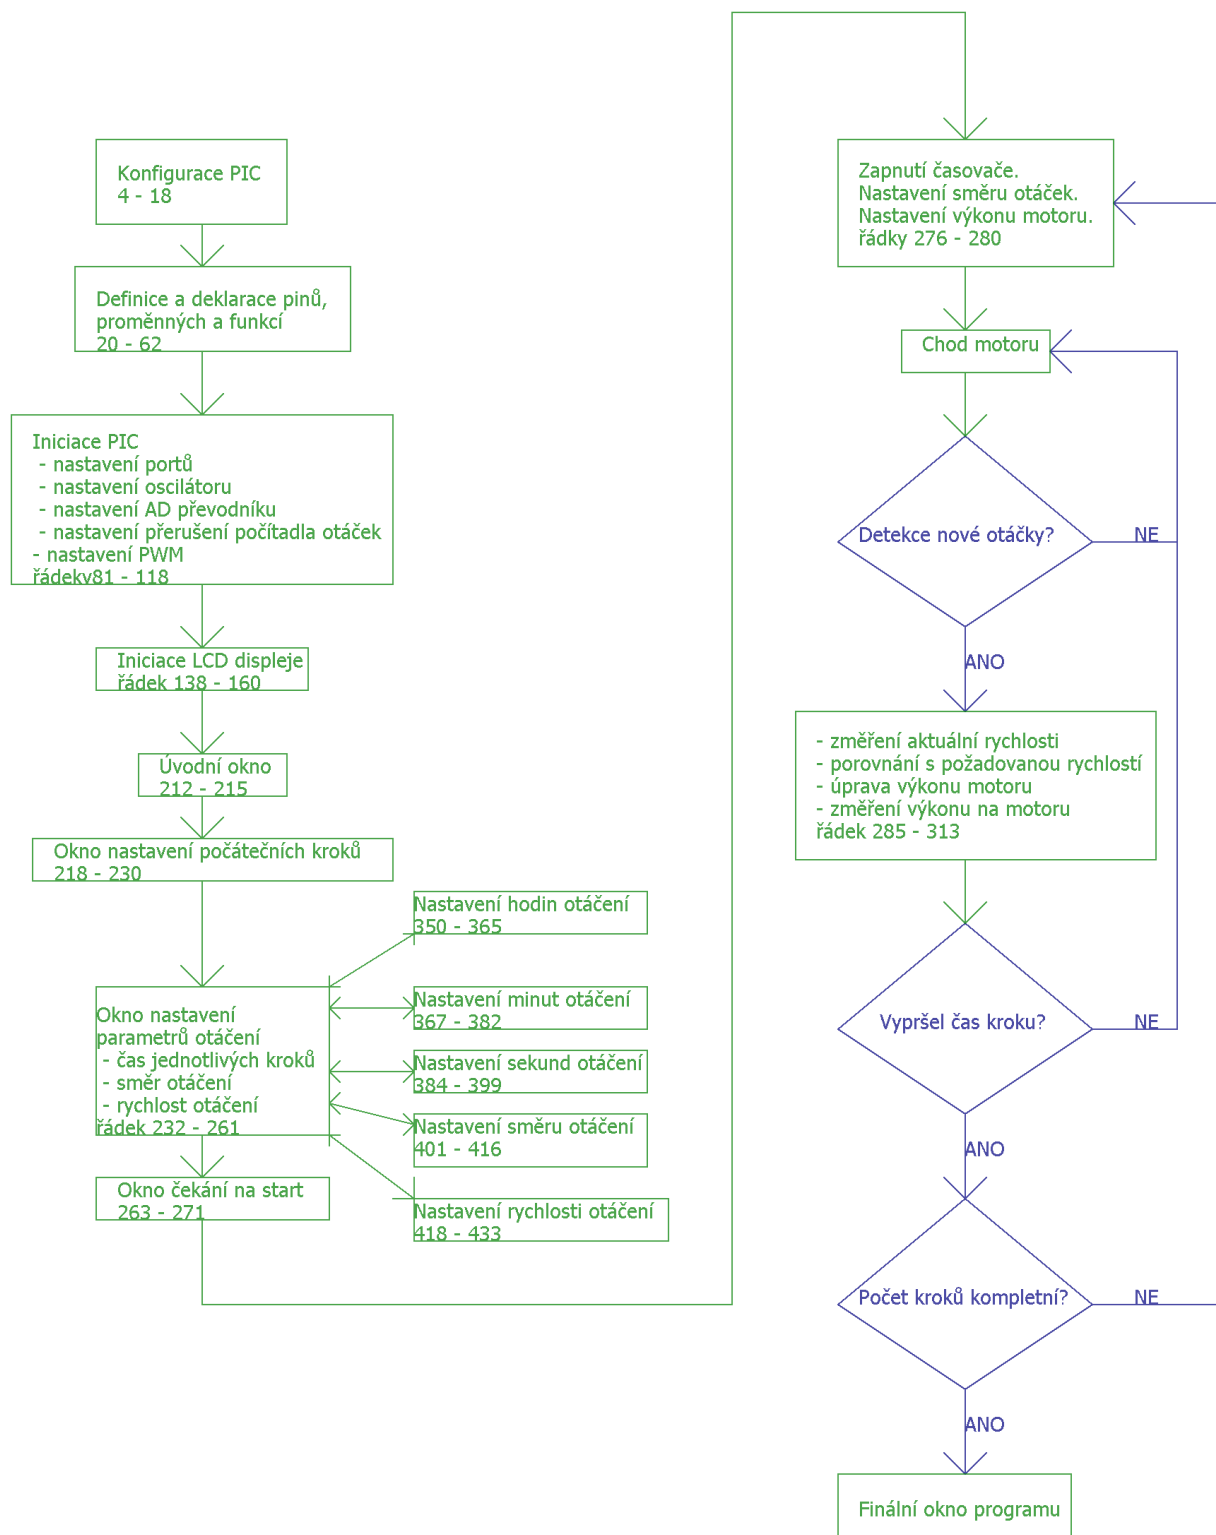 Konfigurace PIC
4 - 18
Definice a deklarace pinů,
proměnných a funkcí
20 - 62
Iniciace PIC
- nastavení portů
- nastavení oscilátoru
- nastavení AD převodníku
- nastavení přerušení počítadla otáček
- nastavení PWM
řádekv81 - 118
Iniciace LCD displeje
řádek 138 - 160
Úvodní okno
212 - 215
Okno nastavení počátečních kroků
218 - 230
Okno nastavení
parametrů otáčení
- čas jednotlivých kroků
- směr otáčení
- rychlost otáčení
řádek 232 - 261
Nastavení hodin otáčení
350 - 365
Nastavení minut otáčení
367 - 382
Nastavení sekund otáčení
384 - 399
Nastavení směru otáčení
401 - 416
Nastavení rychlosti otáčení
418 - 433
Okno čekání na start
263 - 271
Zapnutí časovače.
Nastavení směru otáček.
Nastavení výkonu motoru.
řádky 276 - 280
Chod motoru
Detekce nové otáčky?
NE
ANO
- změření aktuální rychlosti
- porovnání s požadovanou rychlostí
- úprava výkonu motoru
- změření výkonu na motoru
řádek 285 - 313
Vypršel čas kroku?
NE
ANO
Počet kroků kompletní?
NE
ANO
Finální okno programu